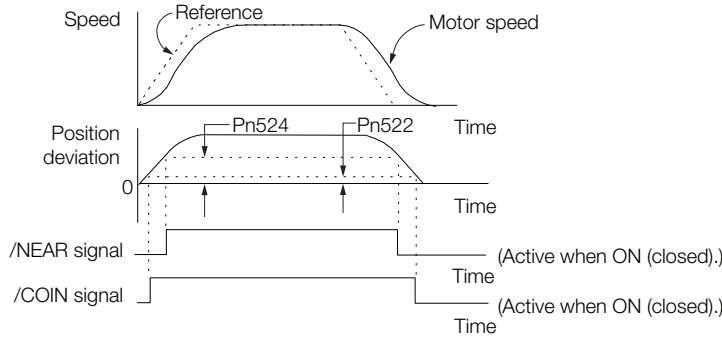 Speed
Reference
Motor speed
Time
Position
deviation
Pn524
Pn522
0
Time
/NEAR signal
(Active when ON (closed).)
Time
/COIN signal
(Active when ON (closed).)
Time